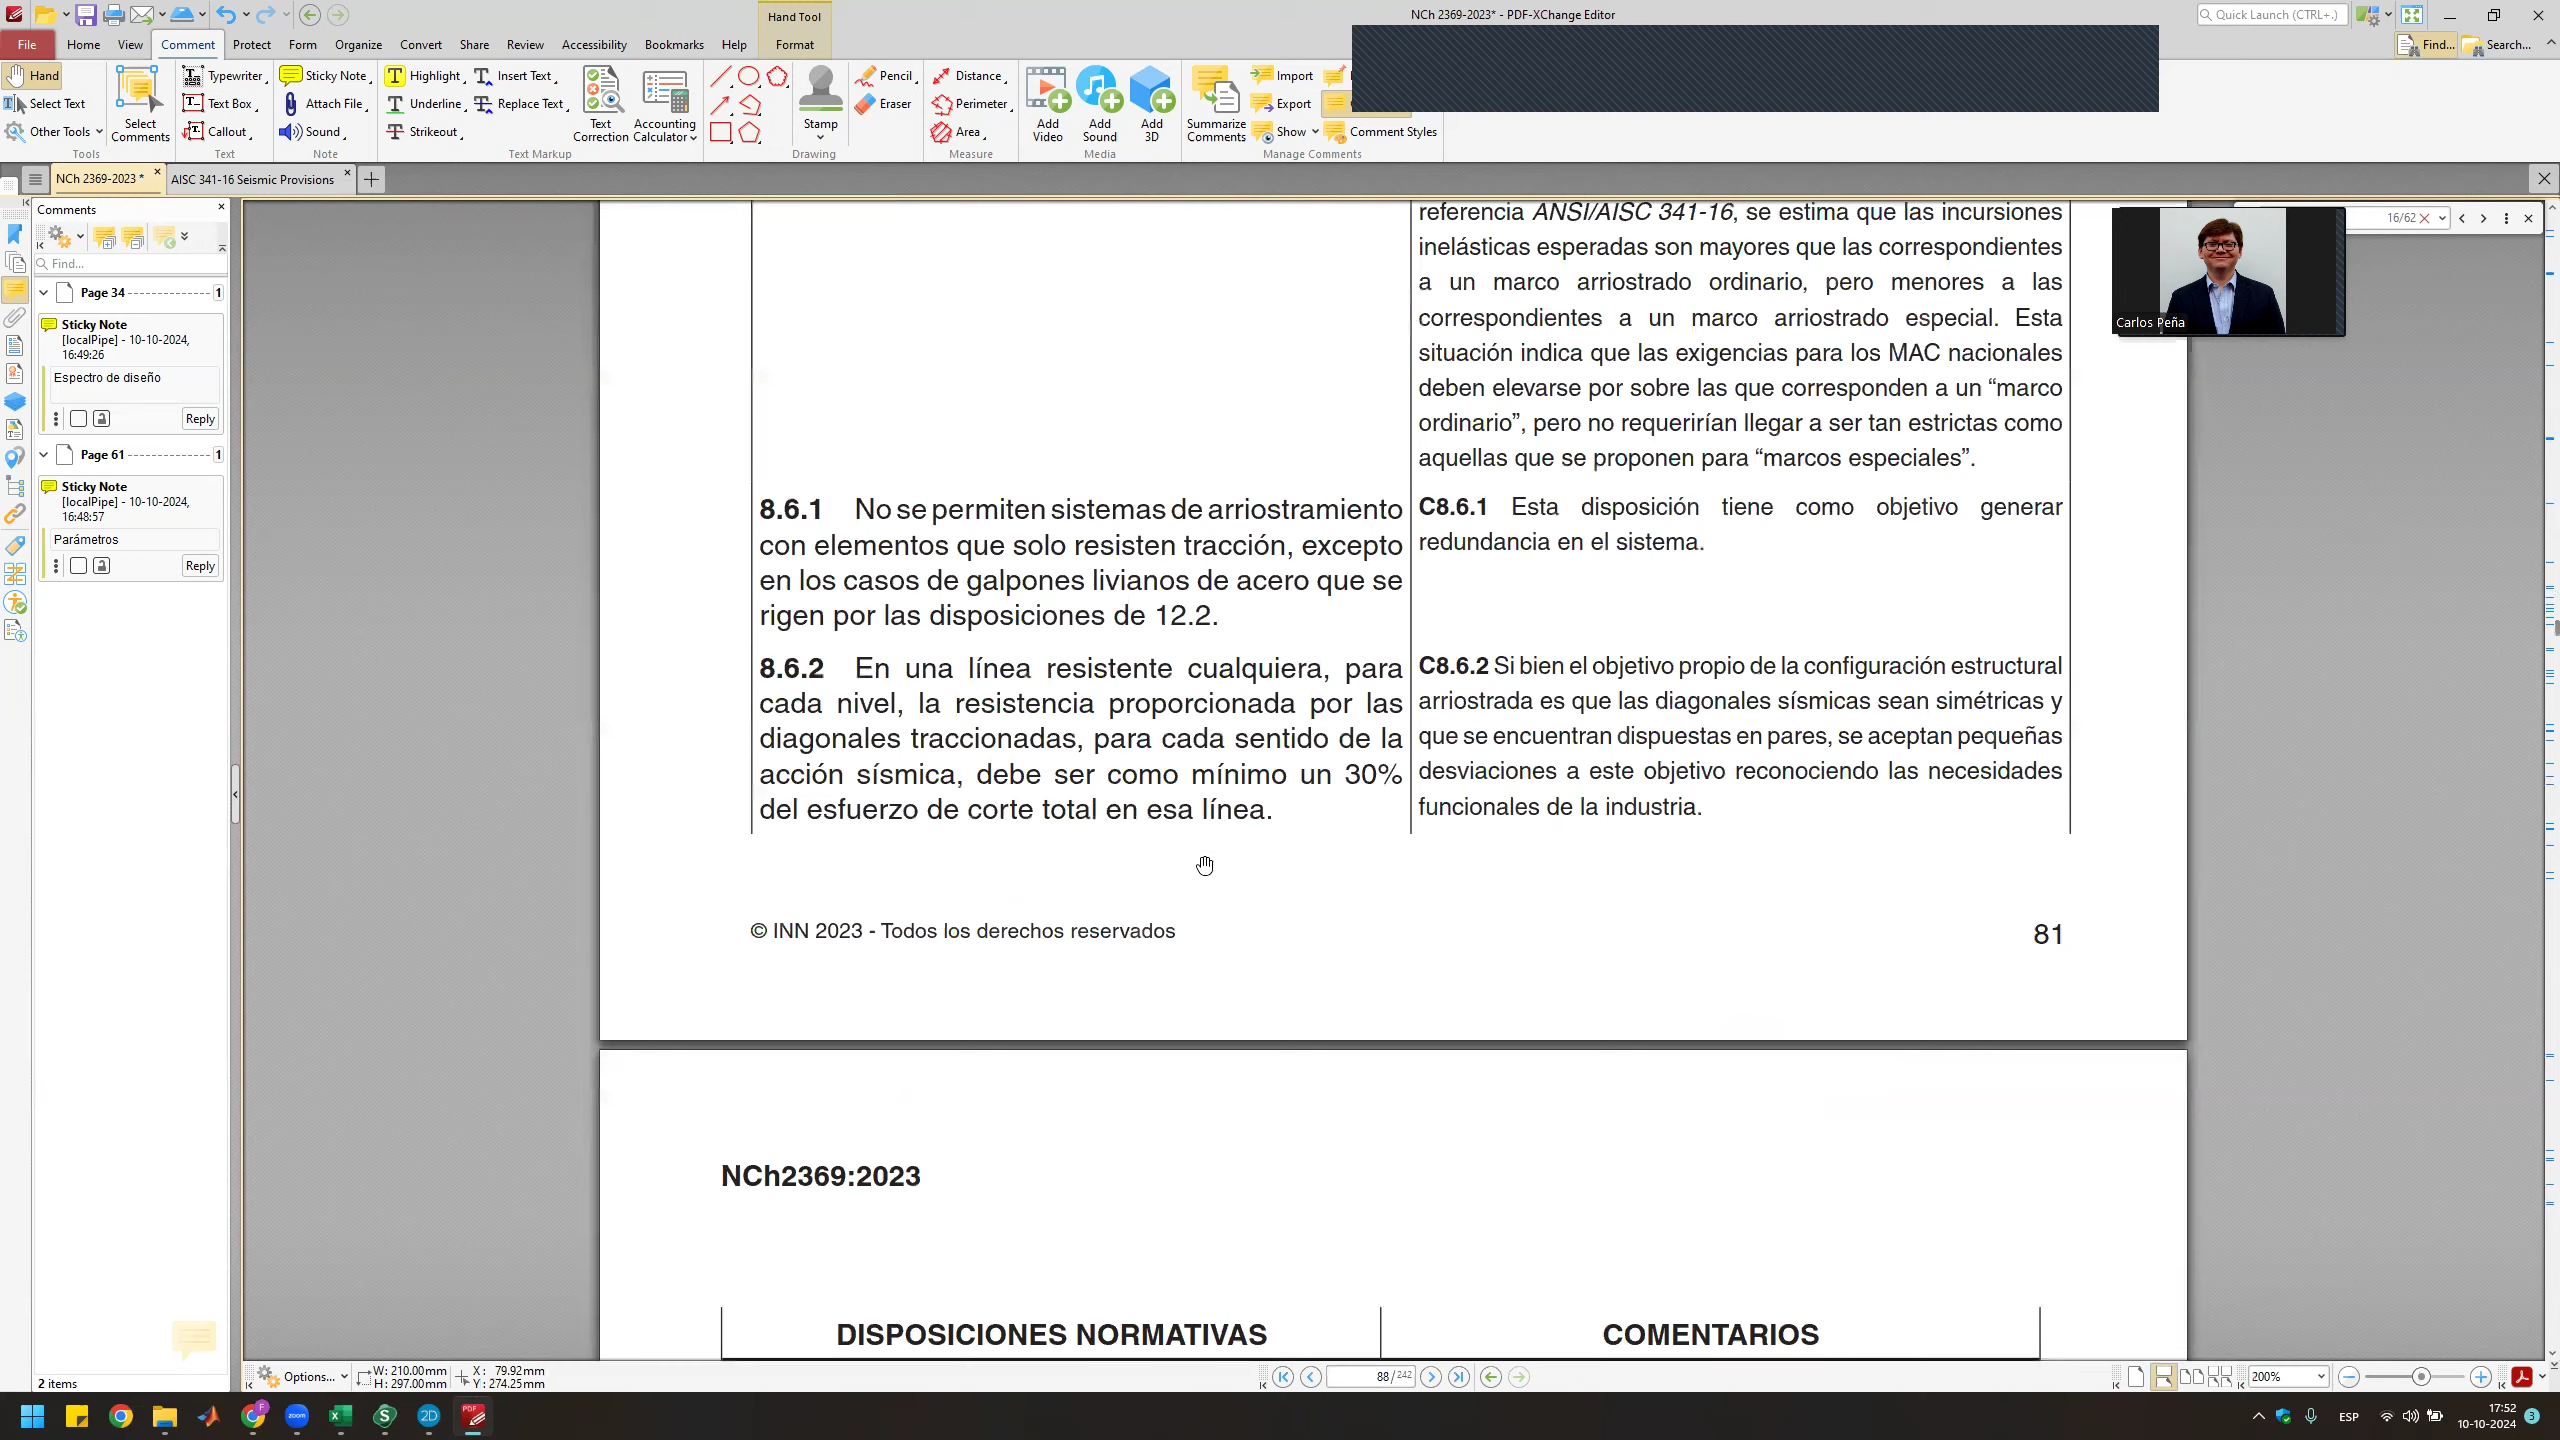 Hand Tool
NCh 2369-2023* - PDF-XChange Editor
Quick Launch (CTRL+.)
File
Home
View
Comment
Protect
Form
Organize
Convert
Share
Review
Accessibility
Bookmarks
Help
Format
Find...
Search...
Hand
Select Text
Other Tools
Tools
Select Comments
Typewriter
Text Box
Callout
Text
Sticky Note
Attach File
Sound
Note
Highlight
Underline
Strikeout
Insert Text
Replace Text
Text Markup
Text Correction
Accounting Calculator
Stamp
Pencil
Eraser
Drawing
Distance
Perimeter
Area
Measure
Add Video
Add Sound
Add 3D
Media
Summarize Comments
Import
Export
Show
Comment Styles
Manage Comments
NCh 2369-2023 *
AISC 341-16 Seismic Provisions
Comments
Find...
Page 34
1
Sticky Note
[localPipe] - 10-10-2024,
16:49:26
Espectro de diseño
Reply
Page 61
1
Sticky Note
[localPipe] - 10-10-2024,
16:48:57
Parámetros
Reply
2 items
16/62
Carlos Peña
referencia ANSI/AISC 341-16, se estima que las incursiones
inelásticas esperadas son mayores que las correspondientes
a un marco arriostrado ordinario, pero menores a las
correspondientes a un marco arriostrado especial. Esta
situación indica que las exigencias para los MAC nacionales
deben elevarse por sobre las que corresponden a un “marco
ordinario”, pero no requerirían llegar a ser tan estrictas como
aquellas que se proponen para “marcos especiales”.
8.6.1 No se permiten sistemas de arriostramiento
con elementos que solo resisten tracción, excepto
en los casos de galpones livianos de acero que se
rigen por las disposiciones de 12.2.
C8.6.1 Esta disposición tiene como objetivo generar
redundancia en el sistema.
8.6.2 En una línea resistente cualquiera, para
cada nivel, la resistencia proporcionada por las
diagonales traccionadas, para cada sentido de la
acción sísmica, debe ser como mínimo un 30%
del esfuerzo de corte total en esa línea.
C8.6.2 Si bien el objetivo propio de la configuración estructural
arriostrada es que las diagonales sísmicas sean simétricas y
que se encuentran dispuestas en pares, se aceptan pequeñas
desviaciones a este objetivo reconociendo las necesidades
funcionales de la industria.
© INN 2023 - Todos los derechos reservados
81
NCh2369:2023
DISPOSICIONES NORMATIVAS
COMENTARIOS
Options...
W: 210.00mm
H: 297.00mm
X: 79.92mm
Y: 274.25mm
88 / 242
200%
zoom
2D
PDF
ESP
17:52
10-10-2024
3